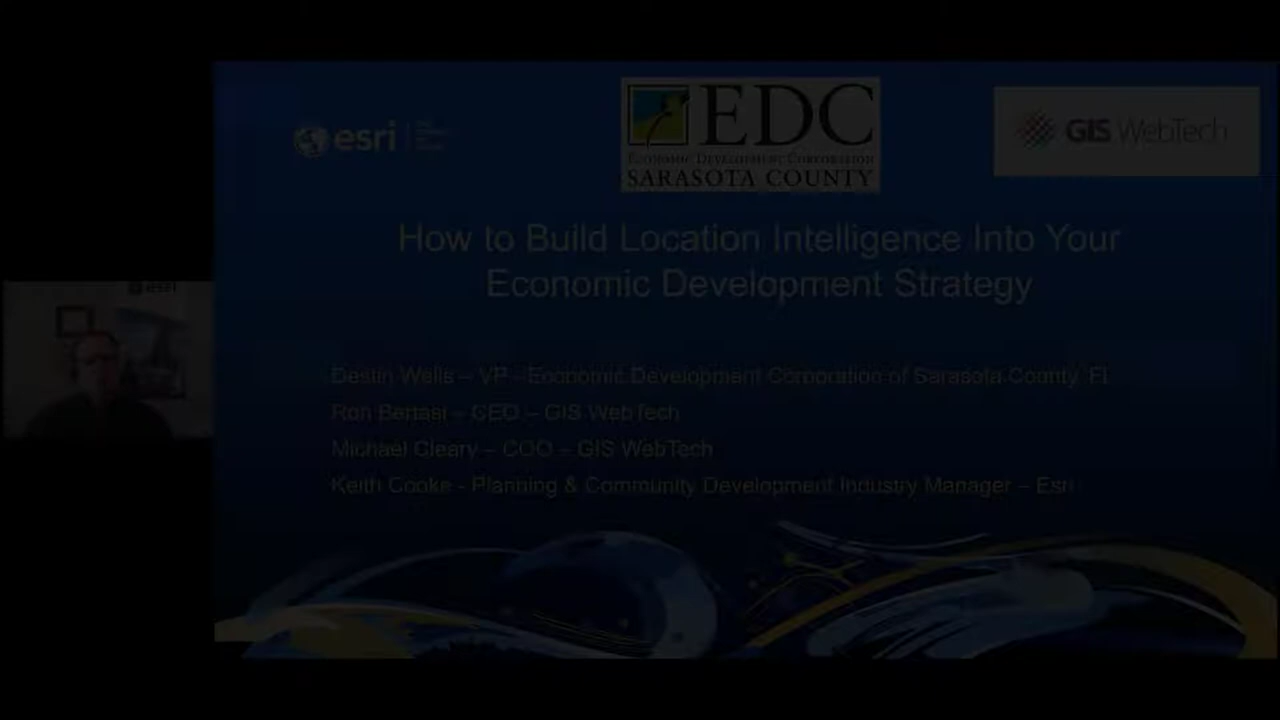 esri
EDC
ECONOMIC DEVELOPMENT CORPORATION
SARASOTA COUNTY
GIS WebTech
How to Build Location Intelligence Into Your
Economic Development Strategy
Destin Wells – VP - Economic Development Corporation of Sarasota County, FL
Ron Bertasi – CEO – GIS WebTech
Michael Cleary – COO – GIS WebTech
Keith Cooke - Planning & Community Development Industry Manager – Esri
esri